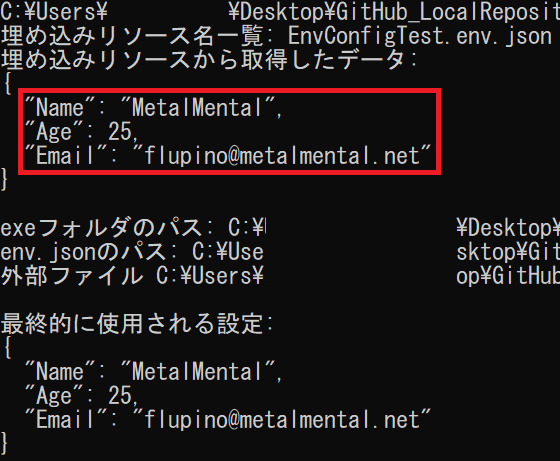 C:¥Users¥ ¥Desktop¥GitHub_LocalReposit
埋め込みリソース名一覧: EnvConfigTest.env.json
埋め込みリソースから取得したデータ:
{
"Name": "MetalMental",
"Age": 25,
"Email": "flupino@metalmental.net"
}
exeフォルダのパス: C:¥ ¥Desktop¥
env.jsonのパス: C:¥Use sktop¥Git
外部ファイル C:¥Users¥ op¥GitHub
最終的に使用される設定:
{
"Name": "MetalMental",
"Age": 25,
"Email": "flupino@metalmental.net"
}